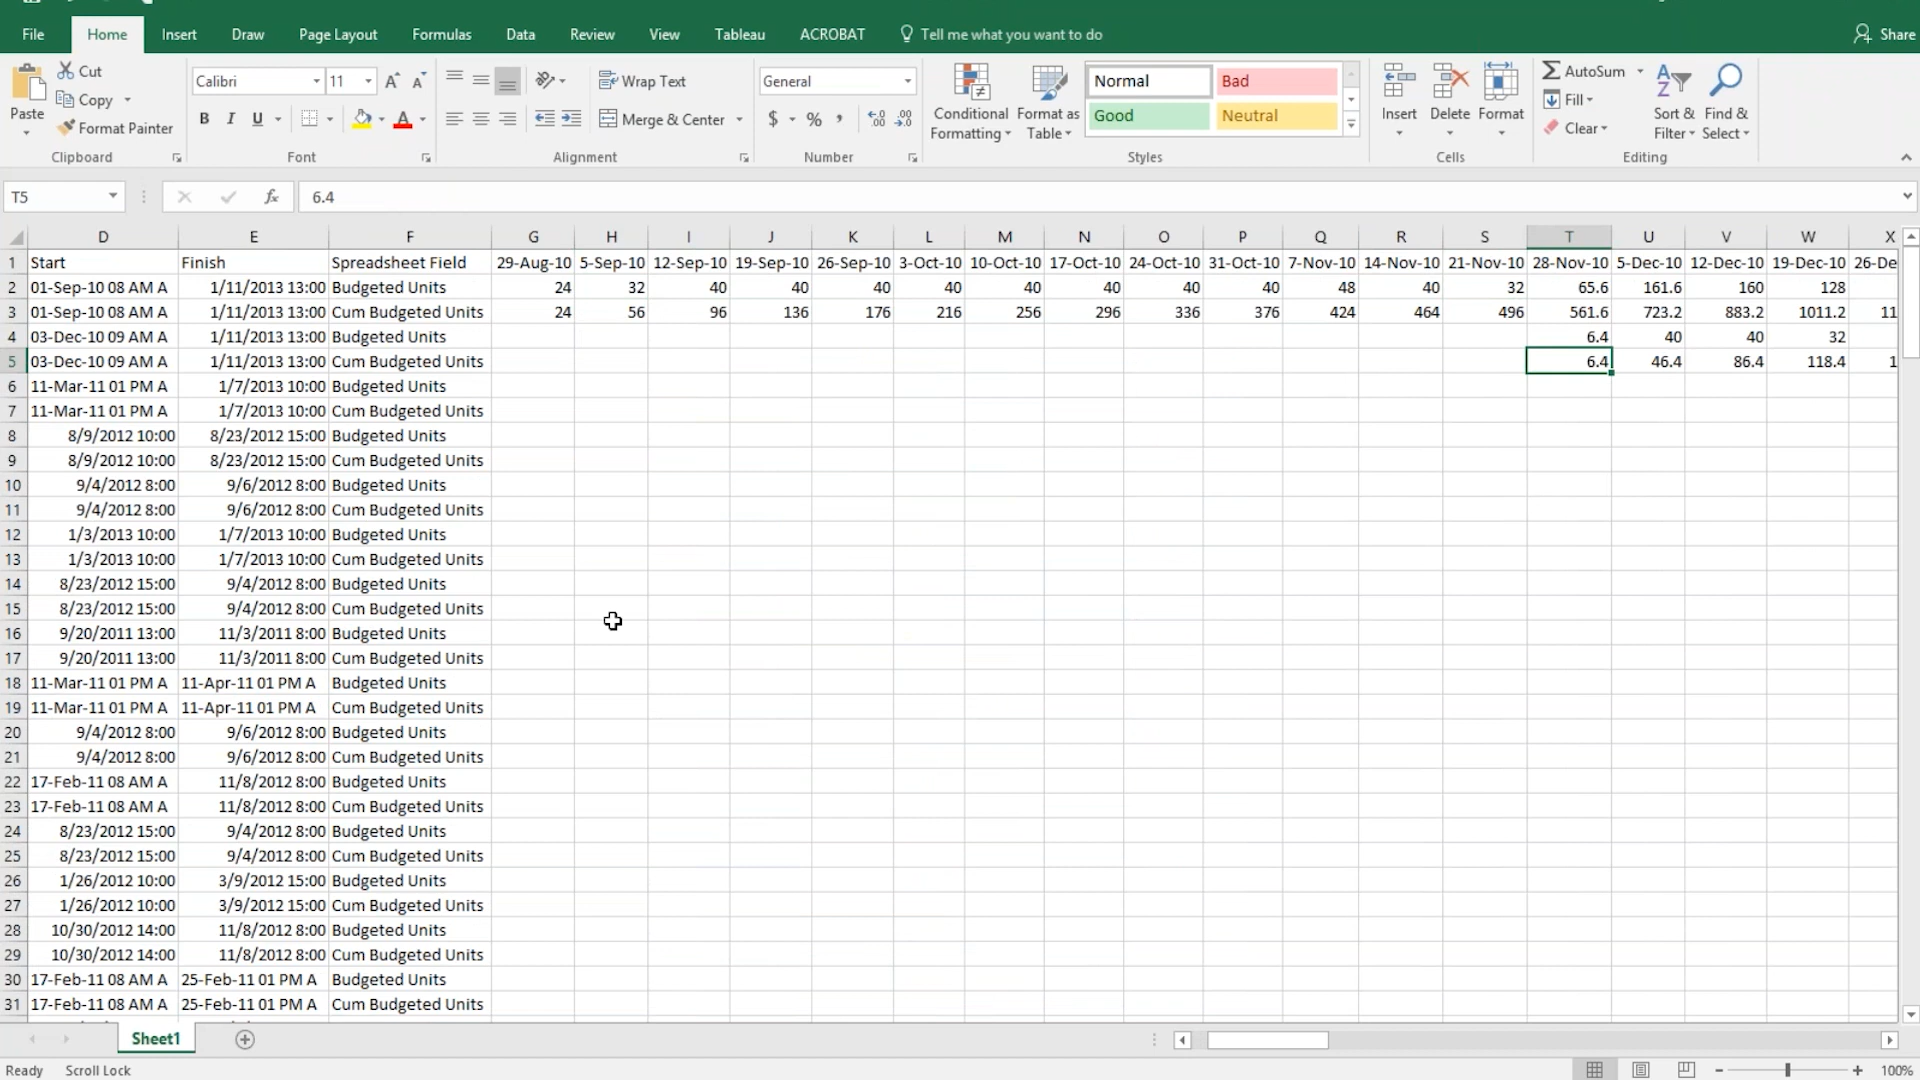 File Home Insert Draw Page Layout Formulas Data Review View Tableau ACROBAT Tell me what you want to do Share
Cut Calibri 11 Wrap Text General Normal Bad AutoSum
Paste Copy B I U Merge & Center $ % , Conditional Formatting Format as Table Good Neutral Insert Delete Format Fill Sort & Filter Find & Select
Format Painter Clear
Clipboard Font Alignment Number Styles Cells Editing
T5 fx 6.4
D E F G H I J K L M N O P Q R S T U V W X
1 Start Finish Spreadsheet Field 29-Aug-10 5-Sep-10 12-Sep-10 19-Sep-10 26-Sep-10 3-Oct-10 10-Oct-10 17-Oct-10 24-Oct-10 31-Oct-10 7-Nov-10 14-Nov-10 21-Nov-10 28-Nov-10 5-Dec-10 12-Dec-10 19-Dec-10 26-De
2 01-Sep-10 08 AM A 1/11/2013 13:00 Budgeted Units 24 32 40 40 40 40 40 40 40 40 48 40 32 65.6 161.6 160 128
3 01-Sep-10 08 AM A 1/11/2013 13:00 Cum Budgeted Units 24 56 96 136 176 216 256 296 336 376 424 464 496 561.6 723.2 883.2 1011.2 11
4 03-Dec-10 09 AM A 1/11/2013 13:00 Budgeted Units 6.4 40 40 32
5 03-Dec-10 09 AM A 1/11/2013 13:00 Cum Budgeted Units 6.4 46.4 86.4 118.4 1
6 11-Mar-11 01 PM A 1/7/2013 10:00 Budgeted Units
7 11-Mar-11 01 PM A 1/7/2013 10:00 Cum Budgeted Units
8 8/9/2012 10:00 8/23/2012 15:00 Budgeted Units
9 8/9/2012 10:00 8/23/2012 15:00 Cum Budgeted Units
10 9/4/2012 8:00 9/6/2012 8:00 Budgeted Units
11 9/4/2012 8:00 9/6/2012 8:00 Cum Budgeted Units
12 1/3/2013 10:00 1/7/2013 10:00 Budgeted Units
13 1/3/2013 10:00 1/7/2013 10:00 Cum Budgeted Units
14 8/23/2012 15:00 9/4/2012 8:00 Budgeted Units
15 8/23/2012 15:00 9/4/2012 8:00 Cum Budgeted Units
16 9/20/2011 13:00 11/3/2011 8:00 Budgeted Units
17 9/20/2011 13:00 11/3/2011 8:00 Cum Budgeted Units
18 11-Mar-11 01 PM A 11-Apr-11 01 PM A Budgeted Units
19 11-Mar-11 01 PM A 11-Apr-11 01 PM A Cum Budgeted Units
20 9/4/2012 8:00 9/6/2012 8:00 Budgeted Units
21 9/4/2012 8:00 9/6/2012 8:00 Cum Budgeted Units
22 17-Feb-11 08 AM A 11/8/2012 8:00 Budgeted Units
23 17-Feb-11 08 AM A 11/8/2012 8:00 Cum Budgeted Units
24 8/23/2012 15:00 9/4/2012 8:00 Budgeted Units
25 8/23/2012 15:00 9/4/2012 8:00 Cum Budgeted Units
26 1/26/2012 10:00 3/9/2012 15:00 Budgeted Units
27 1/26/2012 10:00 3/9/2012 15:00 Cum Budgeted Units
28 10/30/2012 14:00 11/8/2012 8:00 Budgeted Units
29 10/30/2012 14:00 11/8/2012 8:00 Cum Budgeted Units
30 17-Feb-11 08 AM A 25-Feb-11 01 PM A Budgeted Units
31 17-Feb-11 08 AM A 25-Feb-11 01 PM A Cum Budgeted Units
Sheet1
Ready Scroll Lock 100%